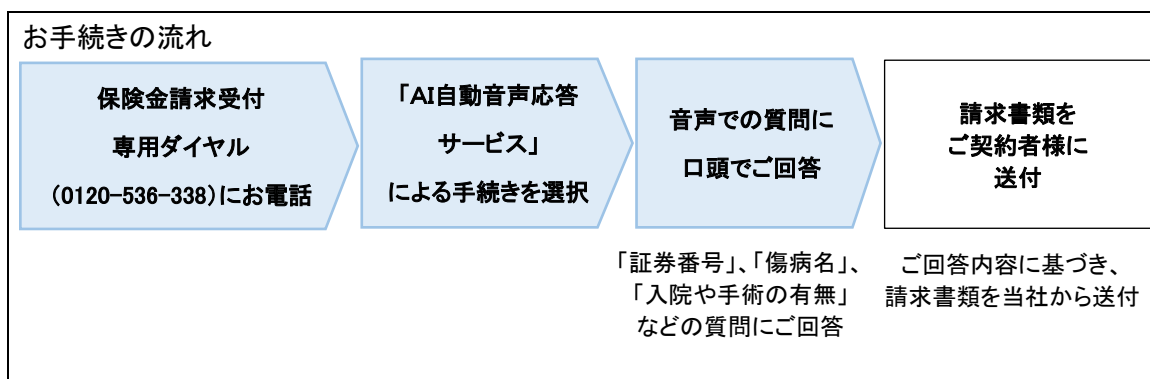 お手続きの流れ
保険金請求受付
専用ダイヤル
(0120-536-338)にお電話
「AI自動音声応答
サービス」
による手続きを選択
音声での質問に
口頭でご回答
請求書類を
ご契約者様に
送付
「証券番号」、「傷病名」、
「入院や手術の有無」
などの質問にご回答
ご回答内容に基づき、
請求書類を当社から送付